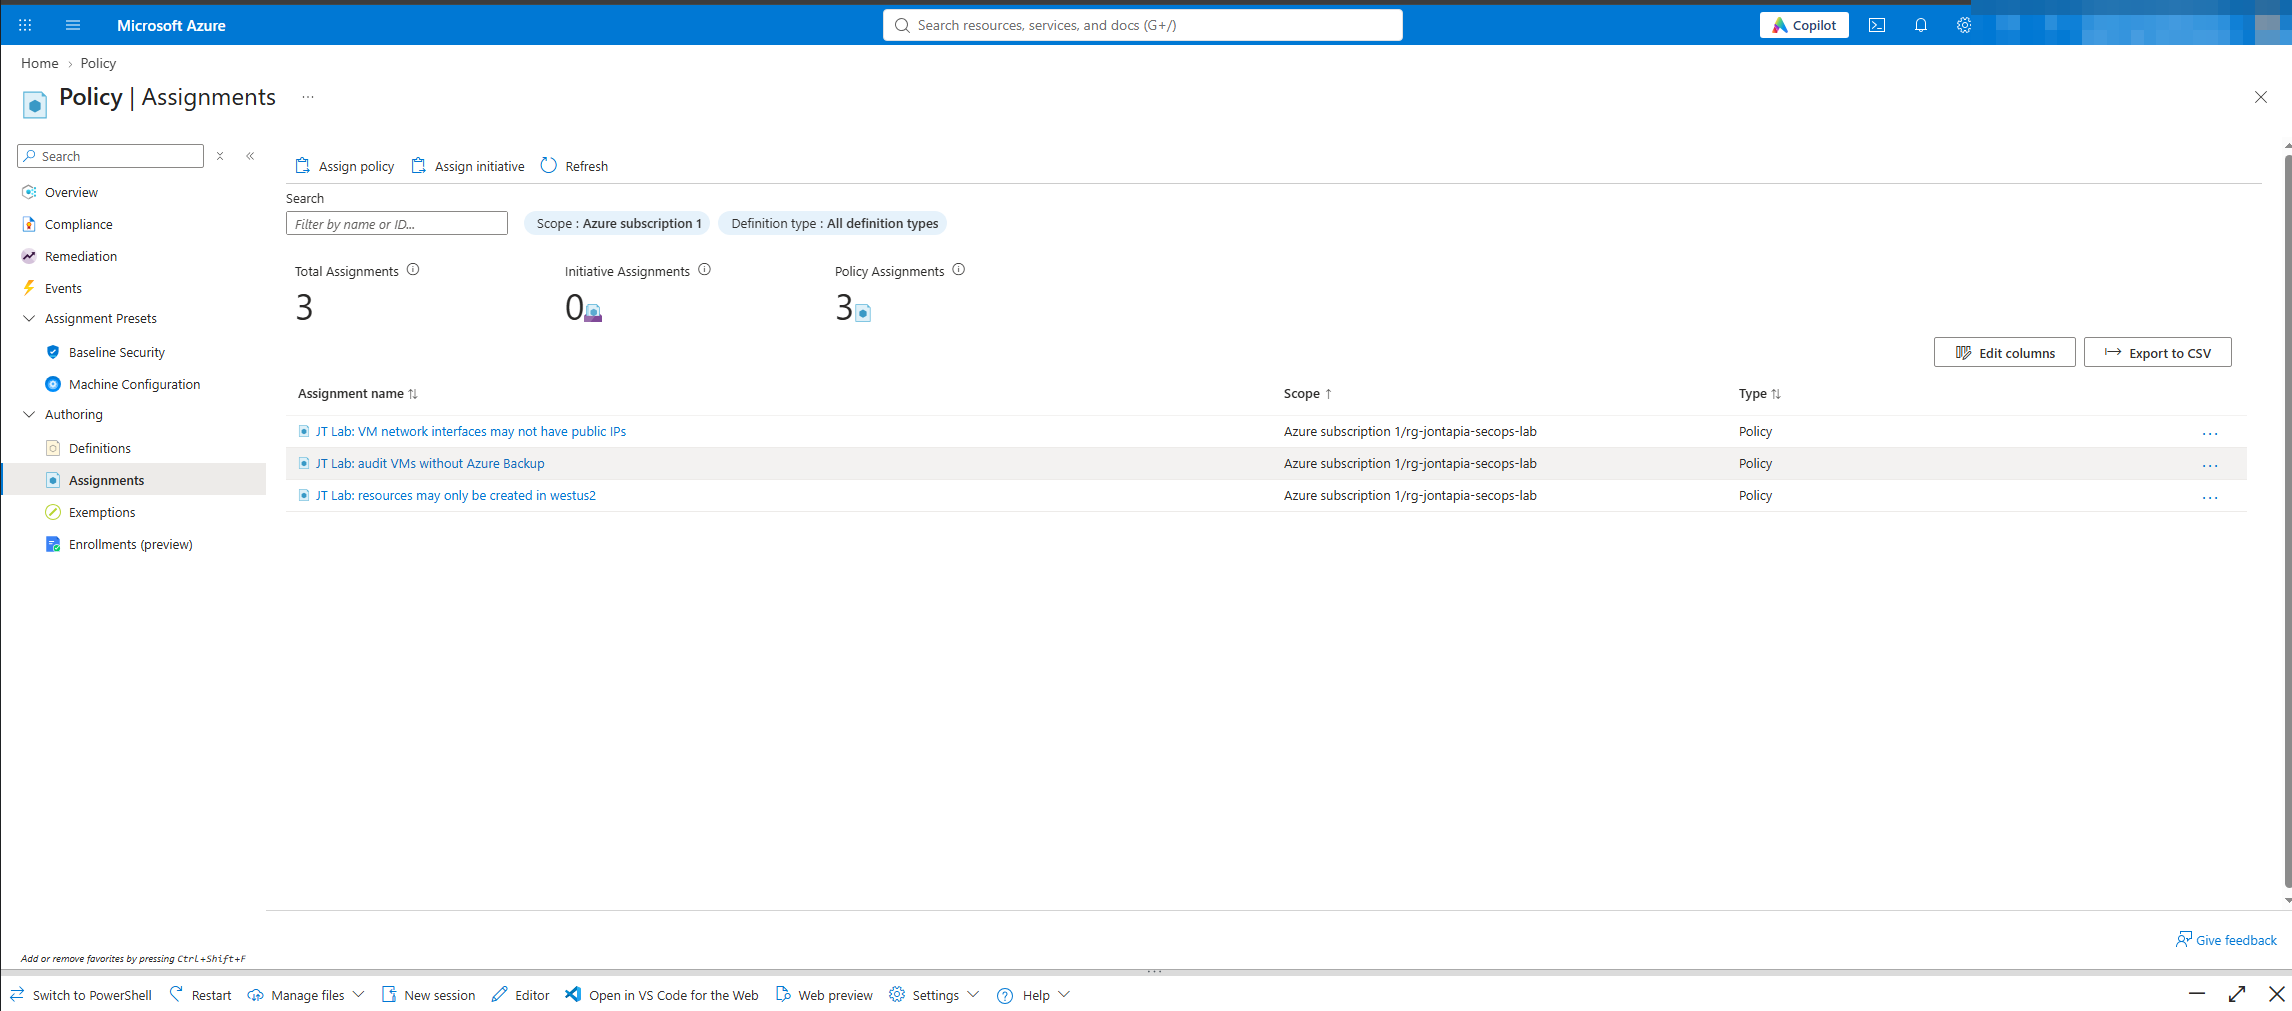 Microsoft Azure
Search resources, services, and docs (G+/)
Copilot
Home > Policy
Policy | Assignments ...
Search
Overview
Compliance
Remediation
Events
Assignment Presets
Baseline Security
Machine Configuration
Authoring
Definitions
Assignments
Exemptions
Enrollments (preview)
Add or remove favorites by pressing Ctrl+Shift+F
Assign policy Assign initiative Refresh
Search
Filter by name or ID... Scope : Azure subscription 1 Definition type : All definition types
Total Assignments Initiative Assignments Policy Assignments
3 0 3
Edit columns Export to CSV
Assignment name Scope Type
JT Lab: VM network interfaces may not have public IPs Azure subscription 1/rg-jontapia-secops-lab Policy ...
JT Lab: audit VMs without Azure Backup Azure subscription 1/rg-jontapia-secops-lab Policy ...
JT Lab: resources may only be created in westus2 Azure subscription 1/rg-jontapia-secops-lab Policy ...
Give feedback
Switch to PowerShell Restart Manage files New session Editor Open in VS Code for the Web Web preview Settings Help